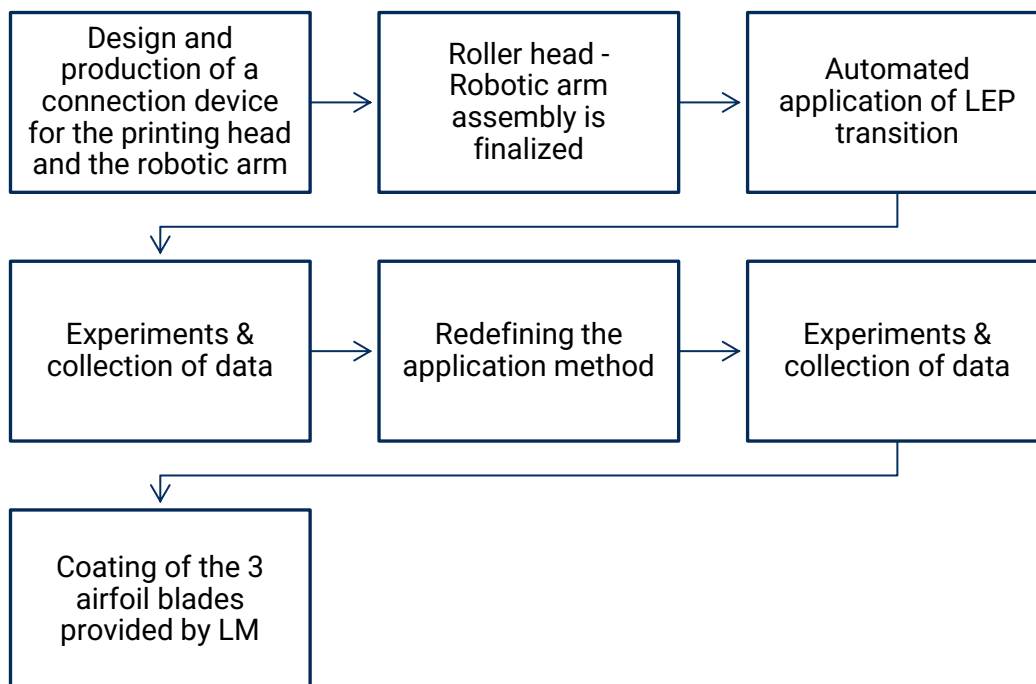 Design and
production of a
connection device
for the printing head
and the robotic arm
Roller head -
Robotic arm
assembly is
finalized
Automated
application of LEP
transition
Experiments &
collection of data
Redefining the
application method
Experiments &
collection of data
Coating of the 3
airfoil blades
provided by LM